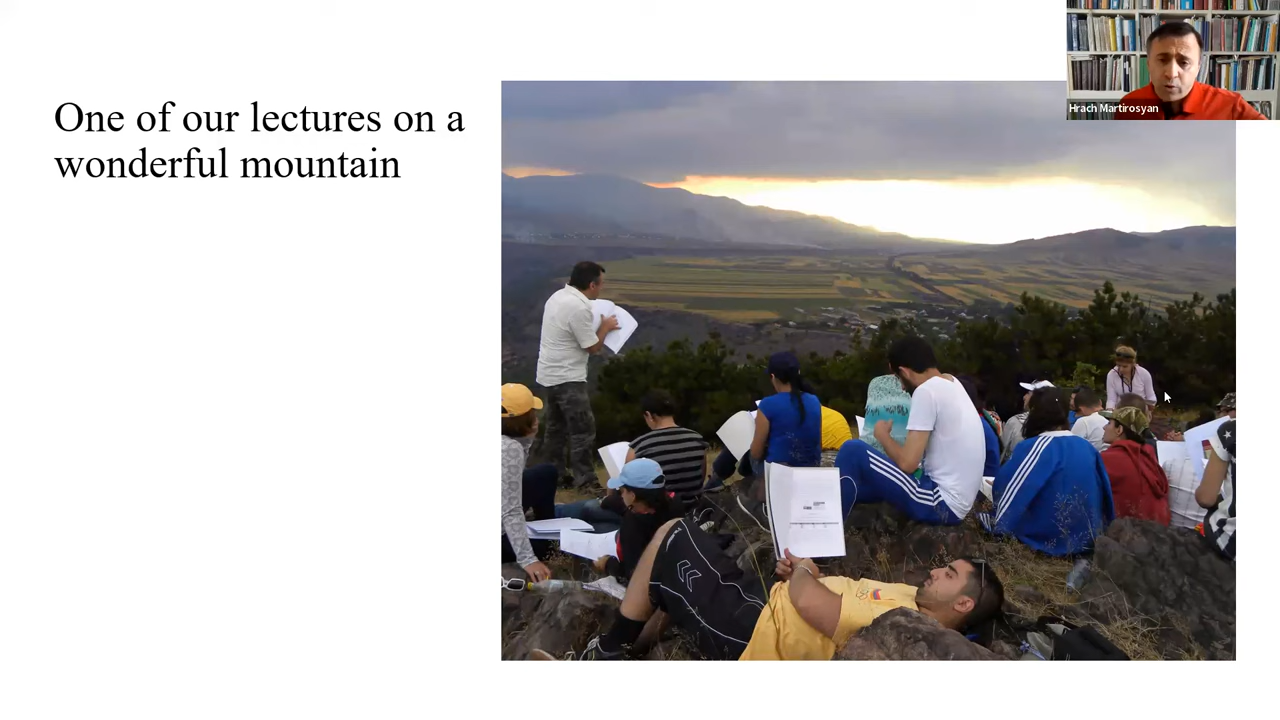 One of our lectures on a
wonderful mountain
Hrach Martirosyan